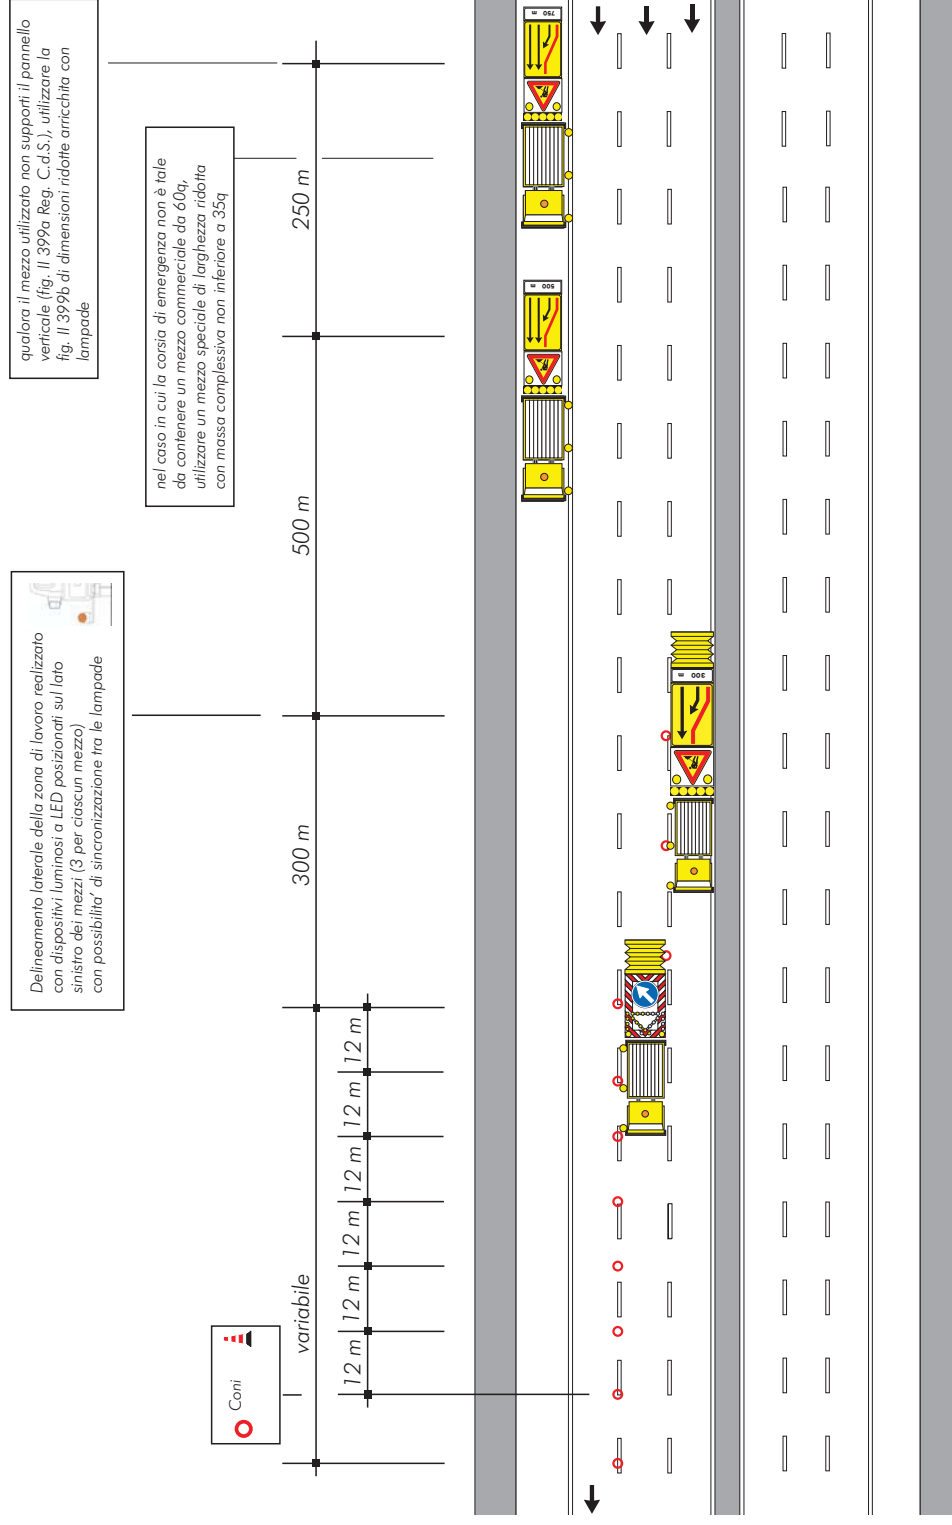 qualora il mezzo utilizzato non supporti il pannello
verticale (fig. II 399a Reg. C.d.S.), utilizzare la
fig. II 399b di dimensioni ridotte arricchita con
lampade
nel caso in cui la corsia di emergenza non è tale
da contenere un mezzo commerciale da 60q,
utilizzare un mezzo speciale di larghezza ridotta
con massa complessiva non inferiore a 35q
Delineamento laterale della zona di lavoro realizzato
con dispositivi luminosi a LED posizionati sul lato
sinistro dei mezzi (3 per ciascun mezzo)
con possibilita' di sincronizzazione tra le lampade
250 m
500 m
300 m
variabile
12 m
12 m
12 m
12 m
12 m
12 m
Coni
750 m
500 m
300 m